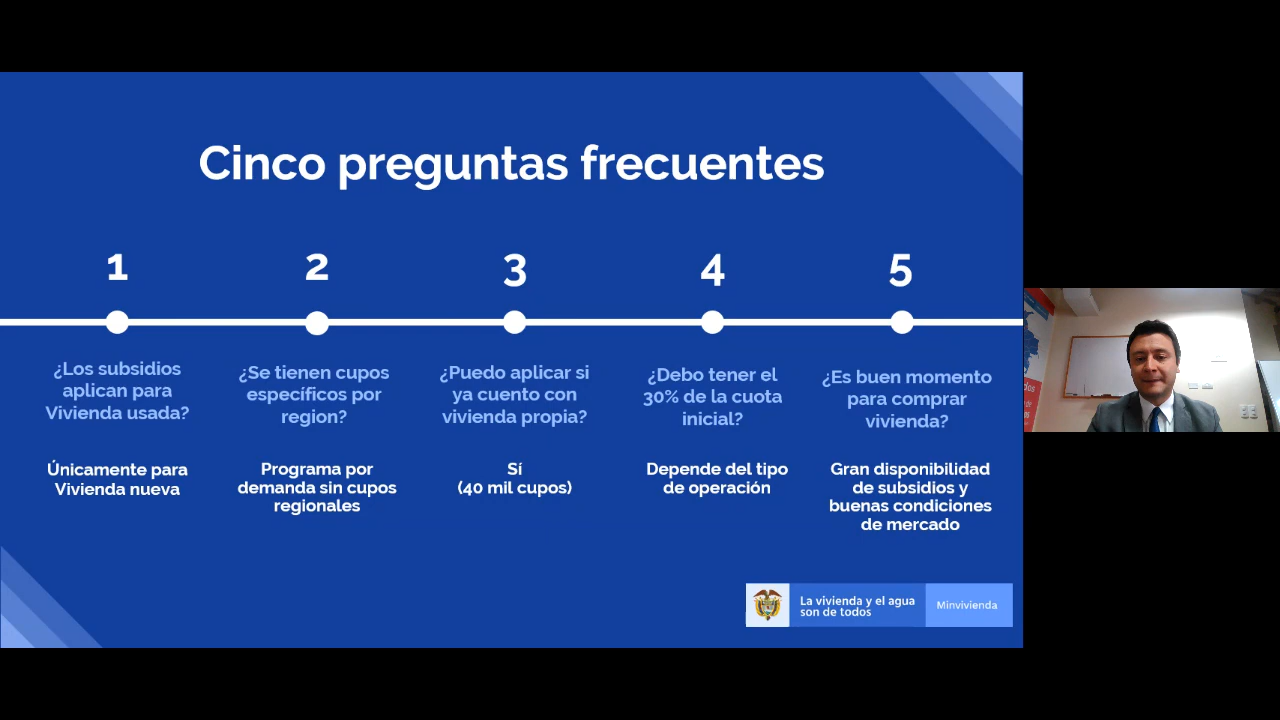 Cinco preguntas frecuentes
1
2
3
4
5
¿Los subsidios
aplican para
Vivienda usada?
¿Se tienen cupos
específicos por
region?
¿Puedo aplicar si
ya cuento con
vivienda propia?
¿Debo tener el
30% de la cuota
inicial?
¿Es buen momento
para comprar
vivienda?
Únicamente para
Vivienda nueva
Programa por
demanda sin cupos
regionales
Sí
(40 mil cupos)
Depende del tipo
de operación
Gran disponibilidad
de subsidios y
buenas condiciones
de mercado
La vivienda y el agua
son de todos
Minvivienda